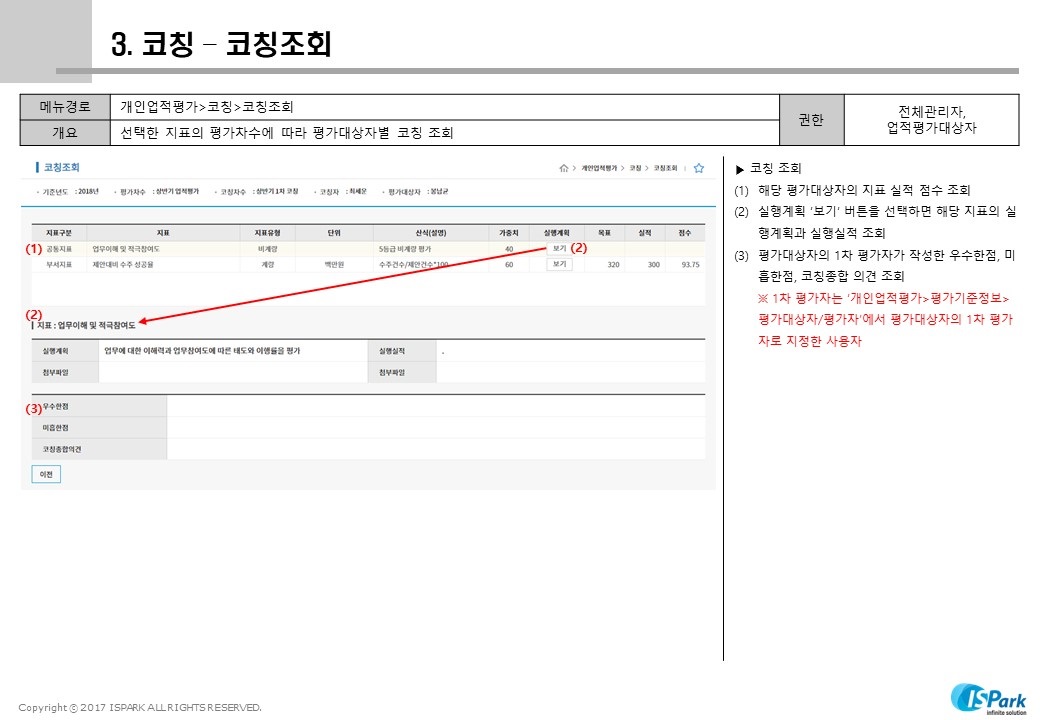 3. 코칭 – 코칭조회
메뉴경로 개인업적평가>코칭>코칭조회 권한 전체관리자, 업적평가대상자
개요 선택한 지표의 평가차수에 따라 평가대상자별 코칭 조회
코칭조회
개인업적평가 > 코칭 > 코칭조회
· 기준년도 : 2018년 · 평가차수 : 상반기 업적평가 · 코칭차수 : 상반기 1차 코칭 · 코칭자 : 최세운 · 평가대상자 : 봉남균
지표구분 지표 지표유형 단위 산식(설명) 가중치 실행계획 목표 실적 점수
(1) 공통지표 업무이해 및 적극참여도 비계량 5등급 비계량 평가 40 보기 (2)
부서지표 제안대비 수주 성공율 계량 백만원 수주건수/제안건수*100 60 보기 320 300 93.75
(2)
지표 : 업무이해 및 적극참여도
실행계획 업무에 대한 이해력과 업무참여도에 따른 태도와 이행률을 평가 실행실적 .
첨부파일 첨부파일
(3) 우수한점
미흡한점
코칭종합의견
이전
▶ 코칭 조회
(1) 해당 평가대상자의 지표 실적 점수 조회
(2) 실행계획 '보기' 버튼을 선택하면 해당 지표의 실
행계획과 실행실적 조회
(3) 평가대상자의 1차 평가자가 작성한 우수한점, 미
흡한점, 코칭종합 의견 조회
※ 1차 평가자는 '개인업적평가>평가기준정보>
평가대상자/평가자'에서 평가대상자의 1차 평가
자로 지정한 사용자
Copyright ⓒ 2017 ISPARK ALL RIGHTS RESERVED.
ISPark
infinite solution